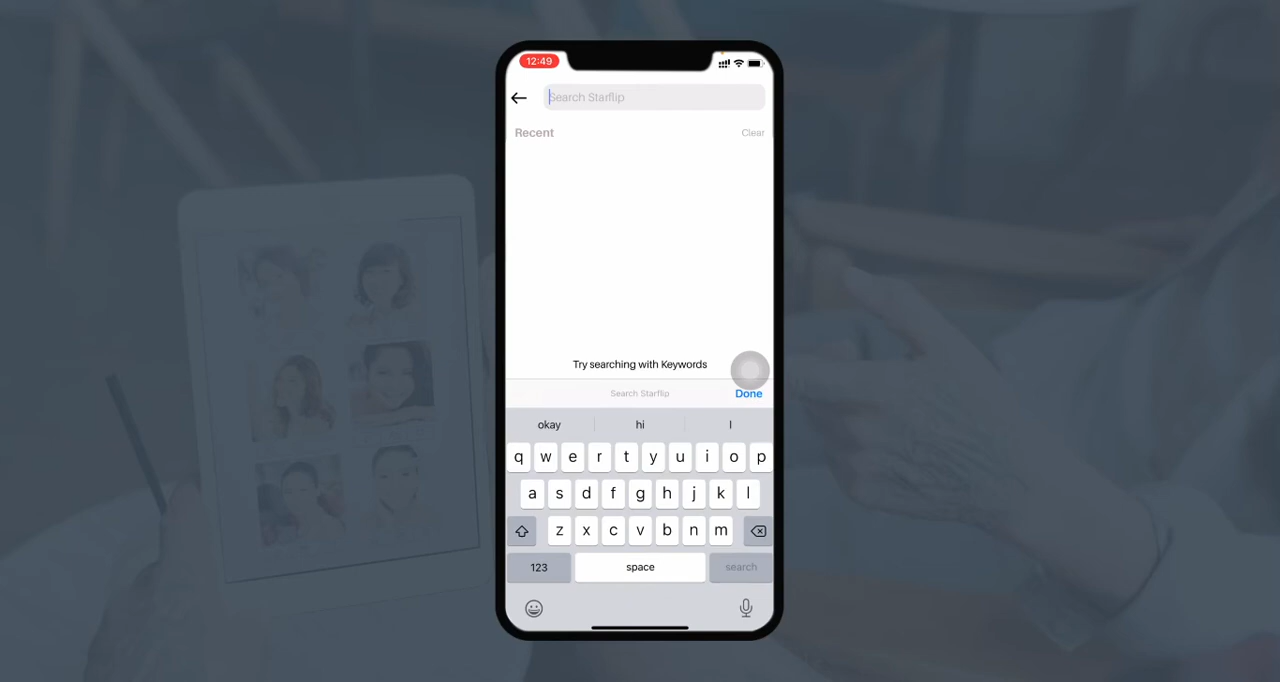 12:49
Search Starflip
Recent Clear
Try searching with Keywords
Search Starflip Done
okay hi I
q w e r t y u i o p
a s d f g h j k l
z x c v b n m
123 space search